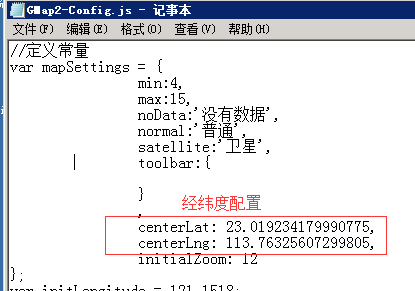 GMap2-Config.js - 记事本
文件(F) 编辑(E) 格式(O) 查看(V) 帮助(H)
//定义常量
var mapSettings = {
min:4,
max:15,
noData:'没有数据',
normal:'普通',
satellite:'卫星',
toolbar:{
}
经纬度配置
,
centerLat: 23.019234179990775,
centerLng: 113.76325607299805,
initialZoom: 12
};
var initLongitude = 121.1518;